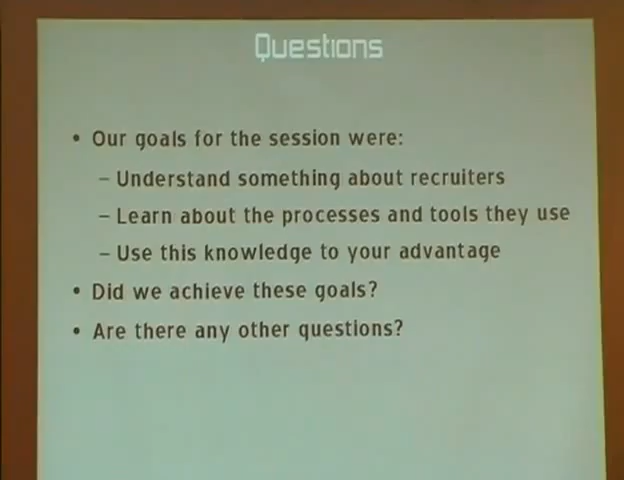 Questions
• Our goals for the session were:
– Understand something about recruiters
– Learn about the processes and tools they use
– Use this knowledge to your advantage
• Did we achieve these goals?
• Are there any other questions?